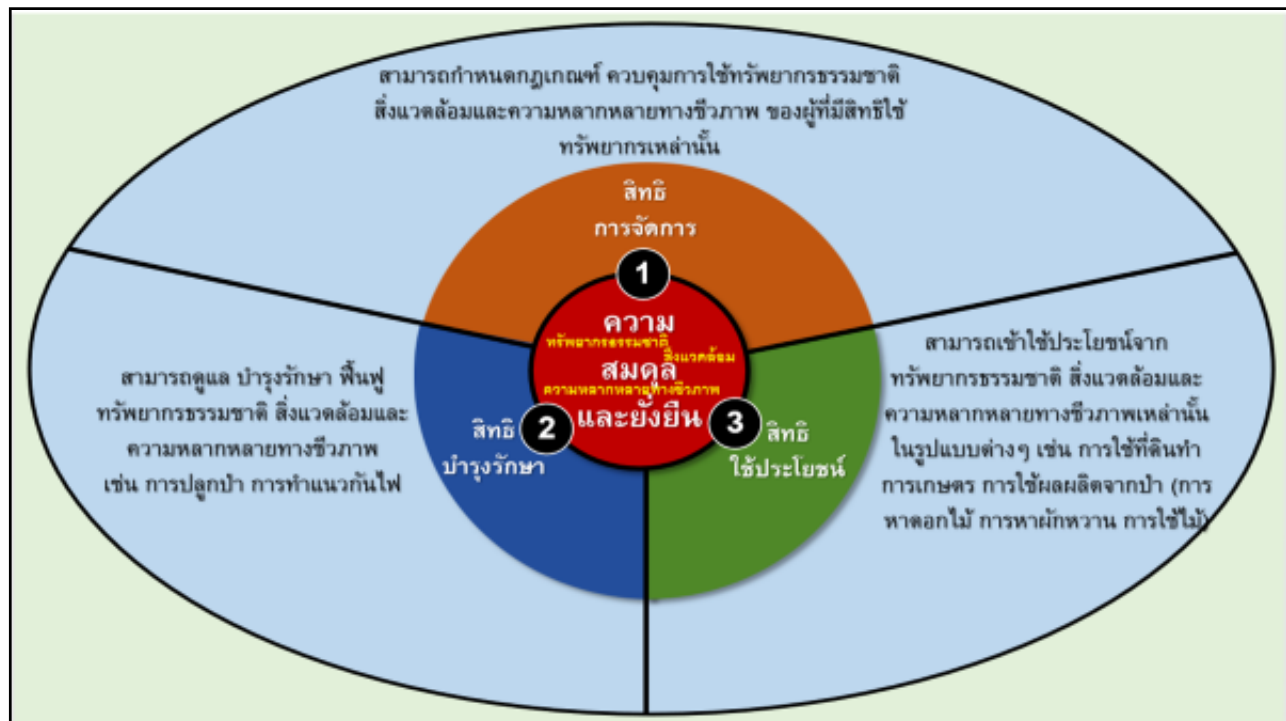 สามารถกำหนดกฎเกณฑ์ ควบคุมการใช้ทรัพยากรธรรมชาติ
สิ่งแวดล้อมและความหลากหลายทางชีวภาพ ของผู้ที่มีสิทธิใช้
ทรัพยากรเหล่านั้น
สิทธิ
การจัดการ
1
ความ
ทรัพยากรธรรมชาติ
สิ่งแวดล้อม
สมดุล
ความหลากหลายทางชีวภาพ
และยั่งยืน
สามารถดูแล บำรุงรักษา ฟื้นฟู
ทรัพยากรธรรมชาติ สิ่งแวดล้อมและ
ความหลากหลายทางชีวภาพ
เช่น การปลูกป่า การทำแนวกันไฟ
สิทธิ
บำรุงรักษา
2
3
สิทธิ
ใช้ประโยชน์
สามารถเข้าใช้ประโยชน์จาก
ทรัพยากรธรรมชาติ สิ่งแวดล้อมและ
ความหลากหลายทางชีวภาพเหล่านั้น
ในรูปแบบต่างๆ เช่น การใช้ที่ดินทำ
การเกษตร การใช้ผลผลิตจากป่า (การ
หาดอกไม้ การหาผักหวาน การใช้ไม้)